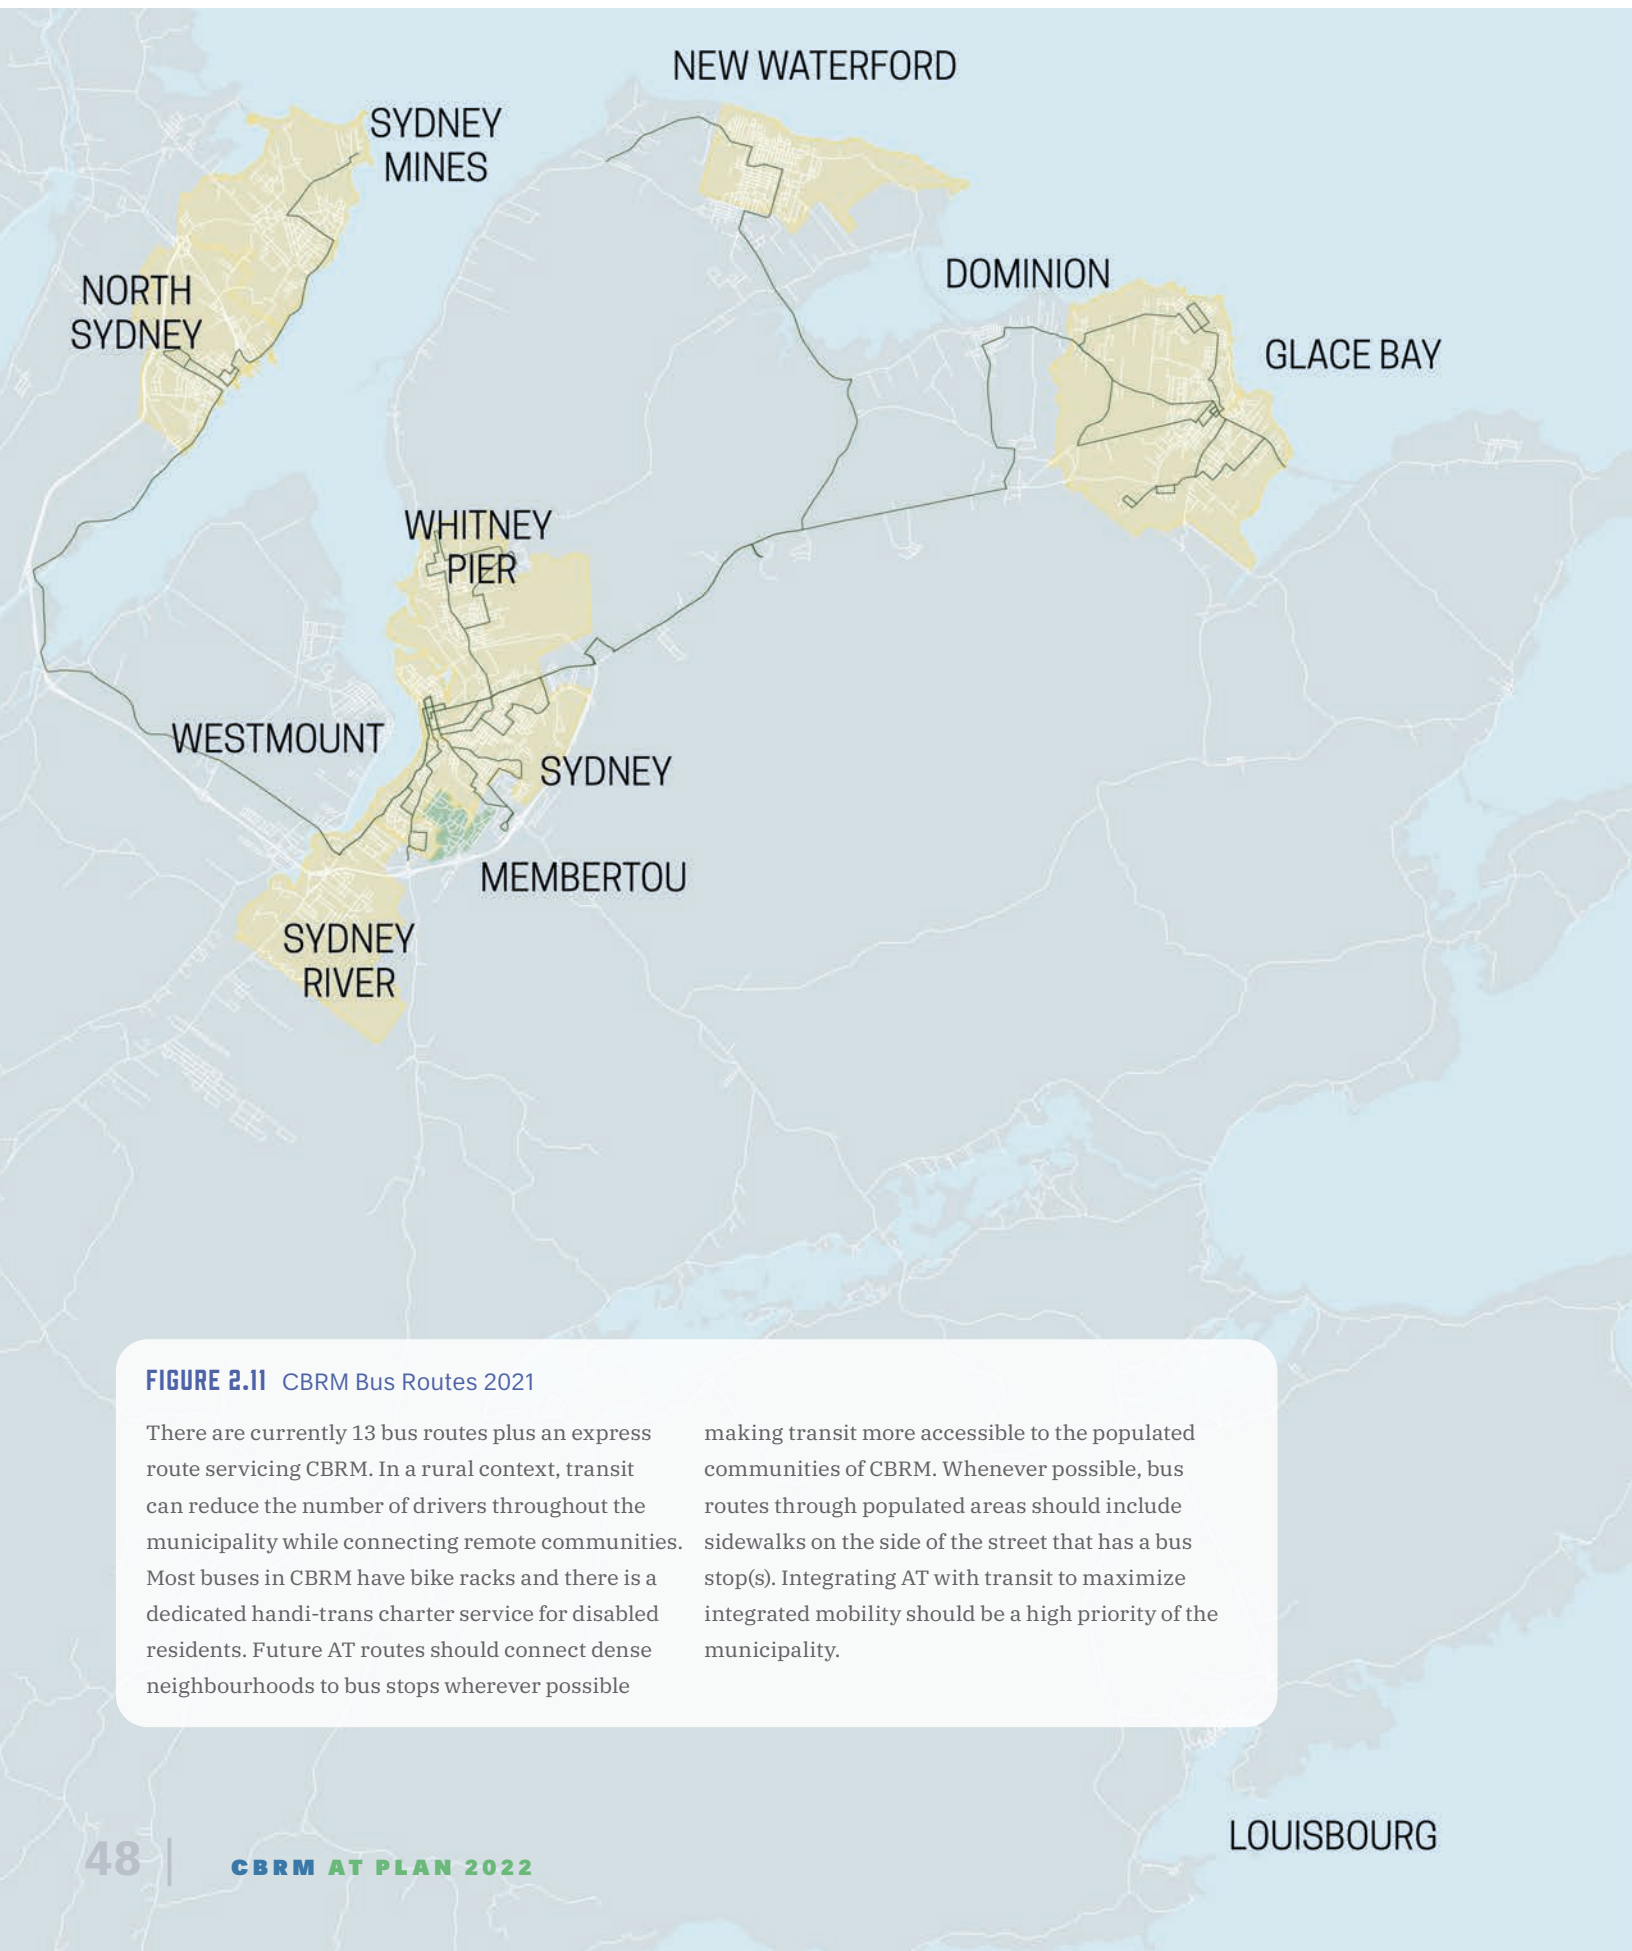 NEW WATERFORD
SYDNEY
MINES
NORTH
SYDNEY
DOMINION
GLACE BAY
WHITNEY
PIER
WESTMOUNT
SYDNEY
MEMBERTOU
SYDNEY
RIVER
FIGURE 2.11 CBRM Bus Routes 2021
There are currently 13 bus routes plus an express
route servicing CBRM. In a rural context, transit
can reduce the number of drivers throughout the
municipality while connecting remote communities.
Most buses in CBRM have bike racks and there is a
dedicated handi-trans charter service for disabled
residents. Future AT routes should connect dense
neighbourhoods to bus stops wherever possible
making transit more accessible to the populated
communities of CBRM. Whenever possible, bus
routes through populated areas should include
sidewalks on the side of the street that has a bus
stop(s). Integrating AT with transit to maximize
integrated mobility should be a high priority of the
municipality.
LOUISBOURG
48 | CBRM AT PLAN 2022